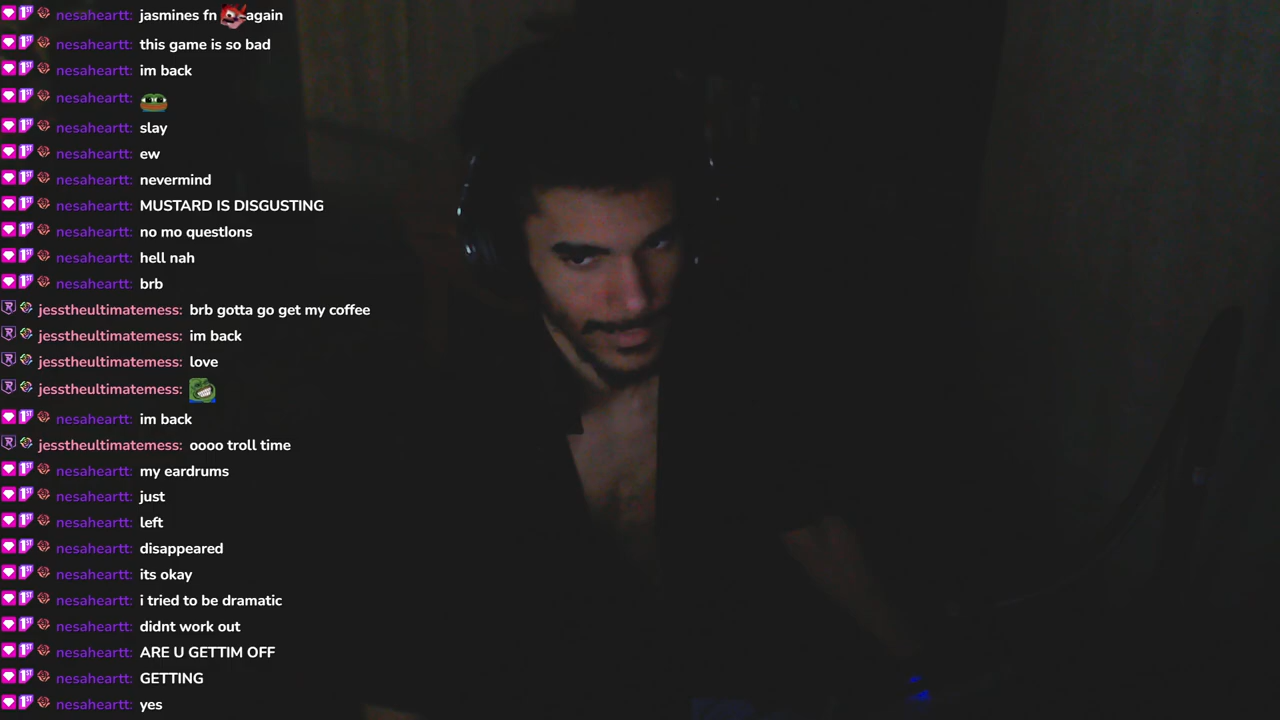 nesaheartt: jasmines fn again
nesaheartt: this game is so bad
nesaheartt: im back
nesaheartt:
nesaheartt: slay
nesaheartt: ew
nesaheartt: nevermind
nesaheartt: MUSTARD IS DISGUSTING
nesaheartt: no mo questIons
nesaheartt: hell nah
nesaheartt: brb
jesstheultimatemess: brb gotta go get my coffee
jesstheultimatemess: im back
jesstheultimatemess: love
jesstheultimatemess:
nesaheartt: im back
jesstheultimatemess: oooo troll time
nesaheartt: my eardrums
nesaheartt: just
nesaheartt: left
nesaheartt: disappeared
nesaheartt: its okay
nesaheartt: i tried to be dramatic
nesaheartt: didnt work out
nesaheartt: ARE U GETTIM OFF
nesaheartt: GETTING
nesaheartt: yes